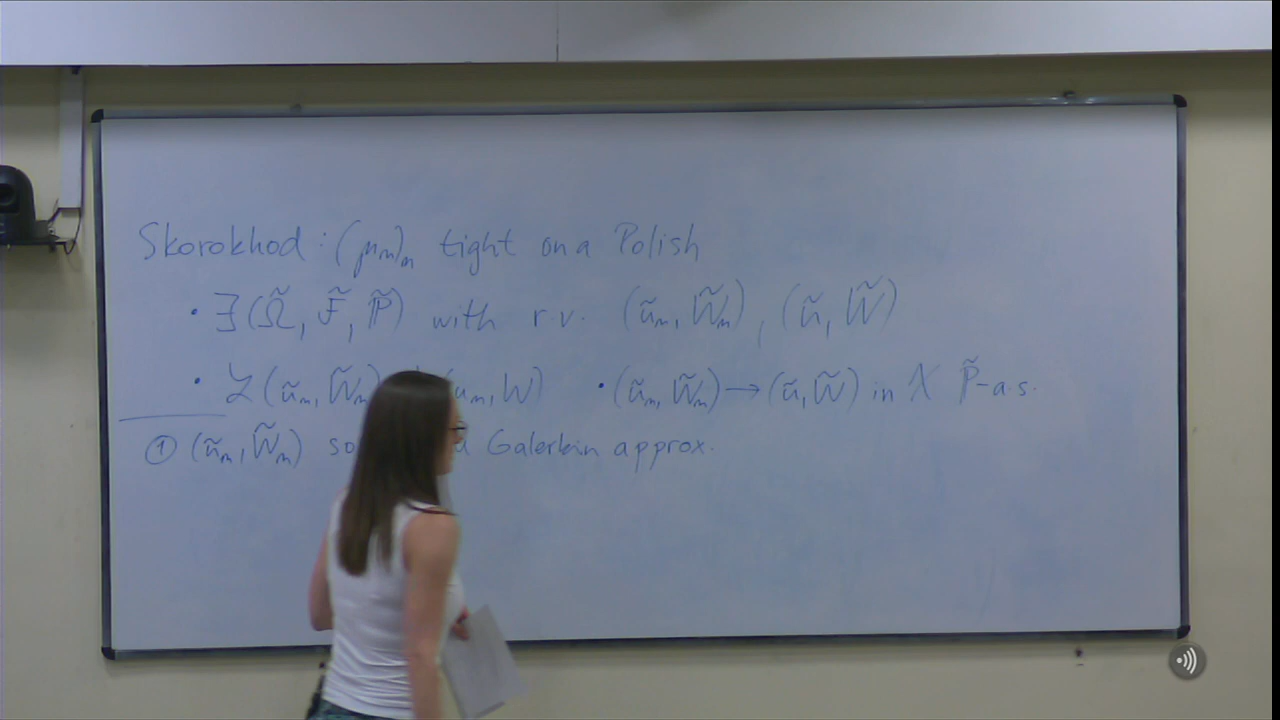 Skorokhod : (μₘ)ₘ tight on a Polish
· ∃(Ω̃, F̃, P̃) with r.v. (ũₘ, W̃ₘ), (ũ, W̃)
· ℒ(ũₘ, W̃ₘ) (uₘ, W) · (ũₘ, W̃ₘ) → (ũ, W̃) in X P̃-a.s.
① (ũₘ, W̃ₘ) Galerkin approx.